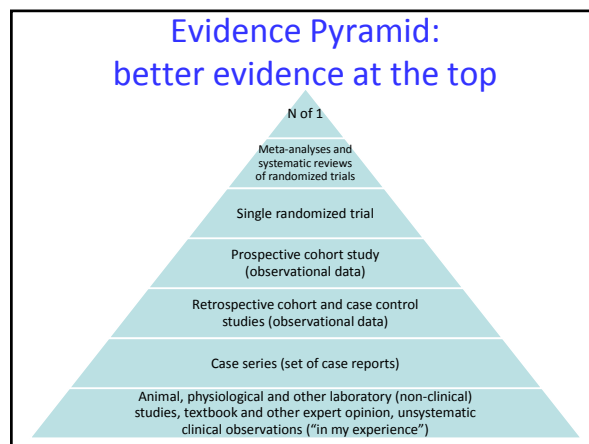 Evidence Pyramid:
better evidence at the top
N of 1
Meta-analyses and
systematic reviews
of randomized trials
Single randomized trial
Prospective cohort study
(observational data)
Retrospective cohort and case control
studies (observational data)
Case series (set of case reports)
Animal, physiological and other laboratory (non-clinical)
studies, textbook and other expert opinion, unsystematic
clinical observations (“in my experience”)